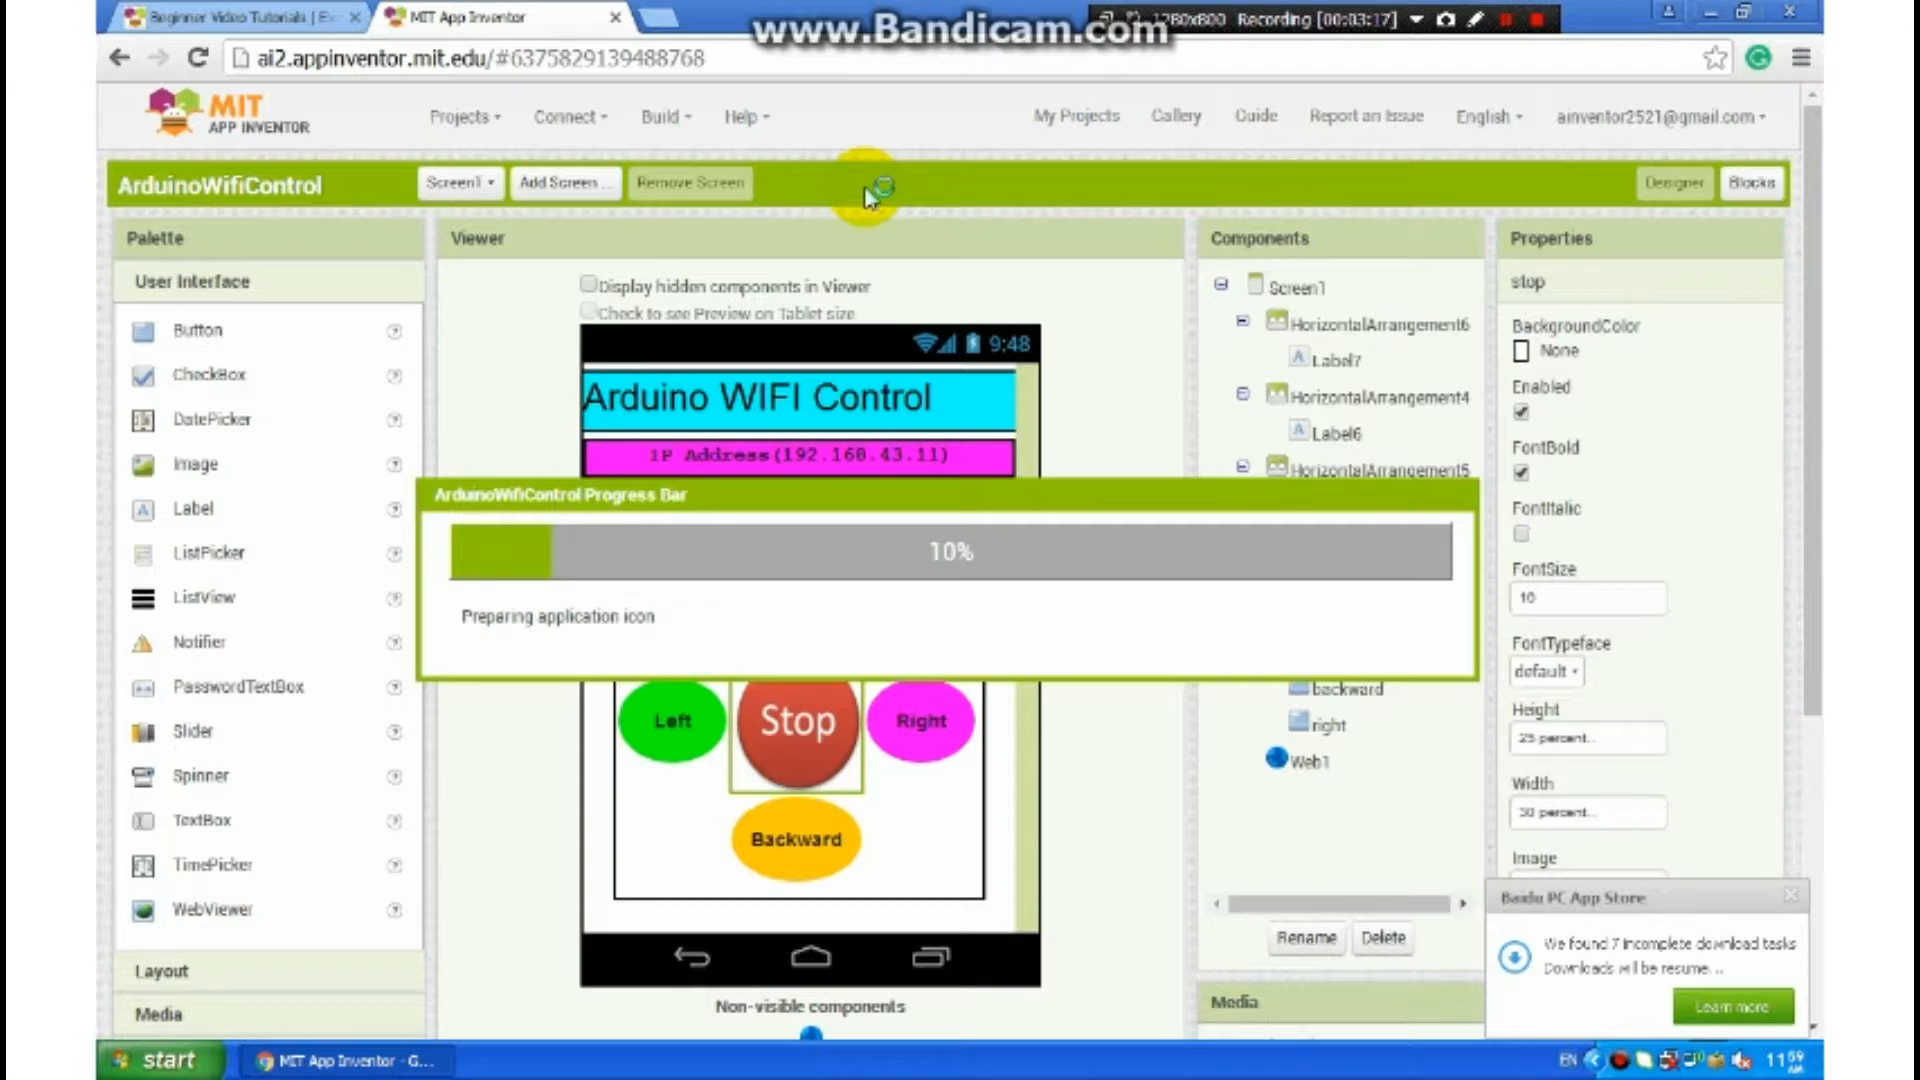 Beginner Video Tutorials | Ex
MIT App Inventor
www.Bandicam.com
1280x800 Recording [00:03:17]
ai2.appinventor.mit.edu/#6375829139488768
MIT
APP INVENTOR
Projects
Connect
Build
Help
My Projects
Gallery
Guide
Report an Issue
English
ainventor2521@gmail.com
ArduinoWifiControl
Screen1
Add Screen ...
Remove Screen
Designer
Blocks
Palette
Viewer
Components
Properties
User Interface
Button
CheckBox
DatePicker
Image
Label
ListPicker
ListView
Notifier
PasswordTextBox
Slider
Spinner
TextBox
TimePicker
WebViewer
Layout
Media
Display hidden components in Viewer
Check to see Preview on Tablet size
9:48
Arduino WIFI Control
IP Address(192.168.43.11)
ArduinoWifiControl Progress Bar
10%
Preparing application icon
Left
Stop
Right
Backward
Non-visible components
Screen1
HorizontalArrangement6
Label7
HorizontalArrangement4
Label6
HorizontalArrangement5
backward
right
Web1
Rename
Delete
Media
stop
BackgroundColor
None
Enabled
FontBold
FontItalic
FontSize
10
FontTypeface
default
Height
25 percent...
Width
30 percent...
Image
Baidu PC App Store
We found 7 incomplete download tasks
Downloads will be resume...
Learn more
start
MIT App Inventor - G...
EN
11:59
AM